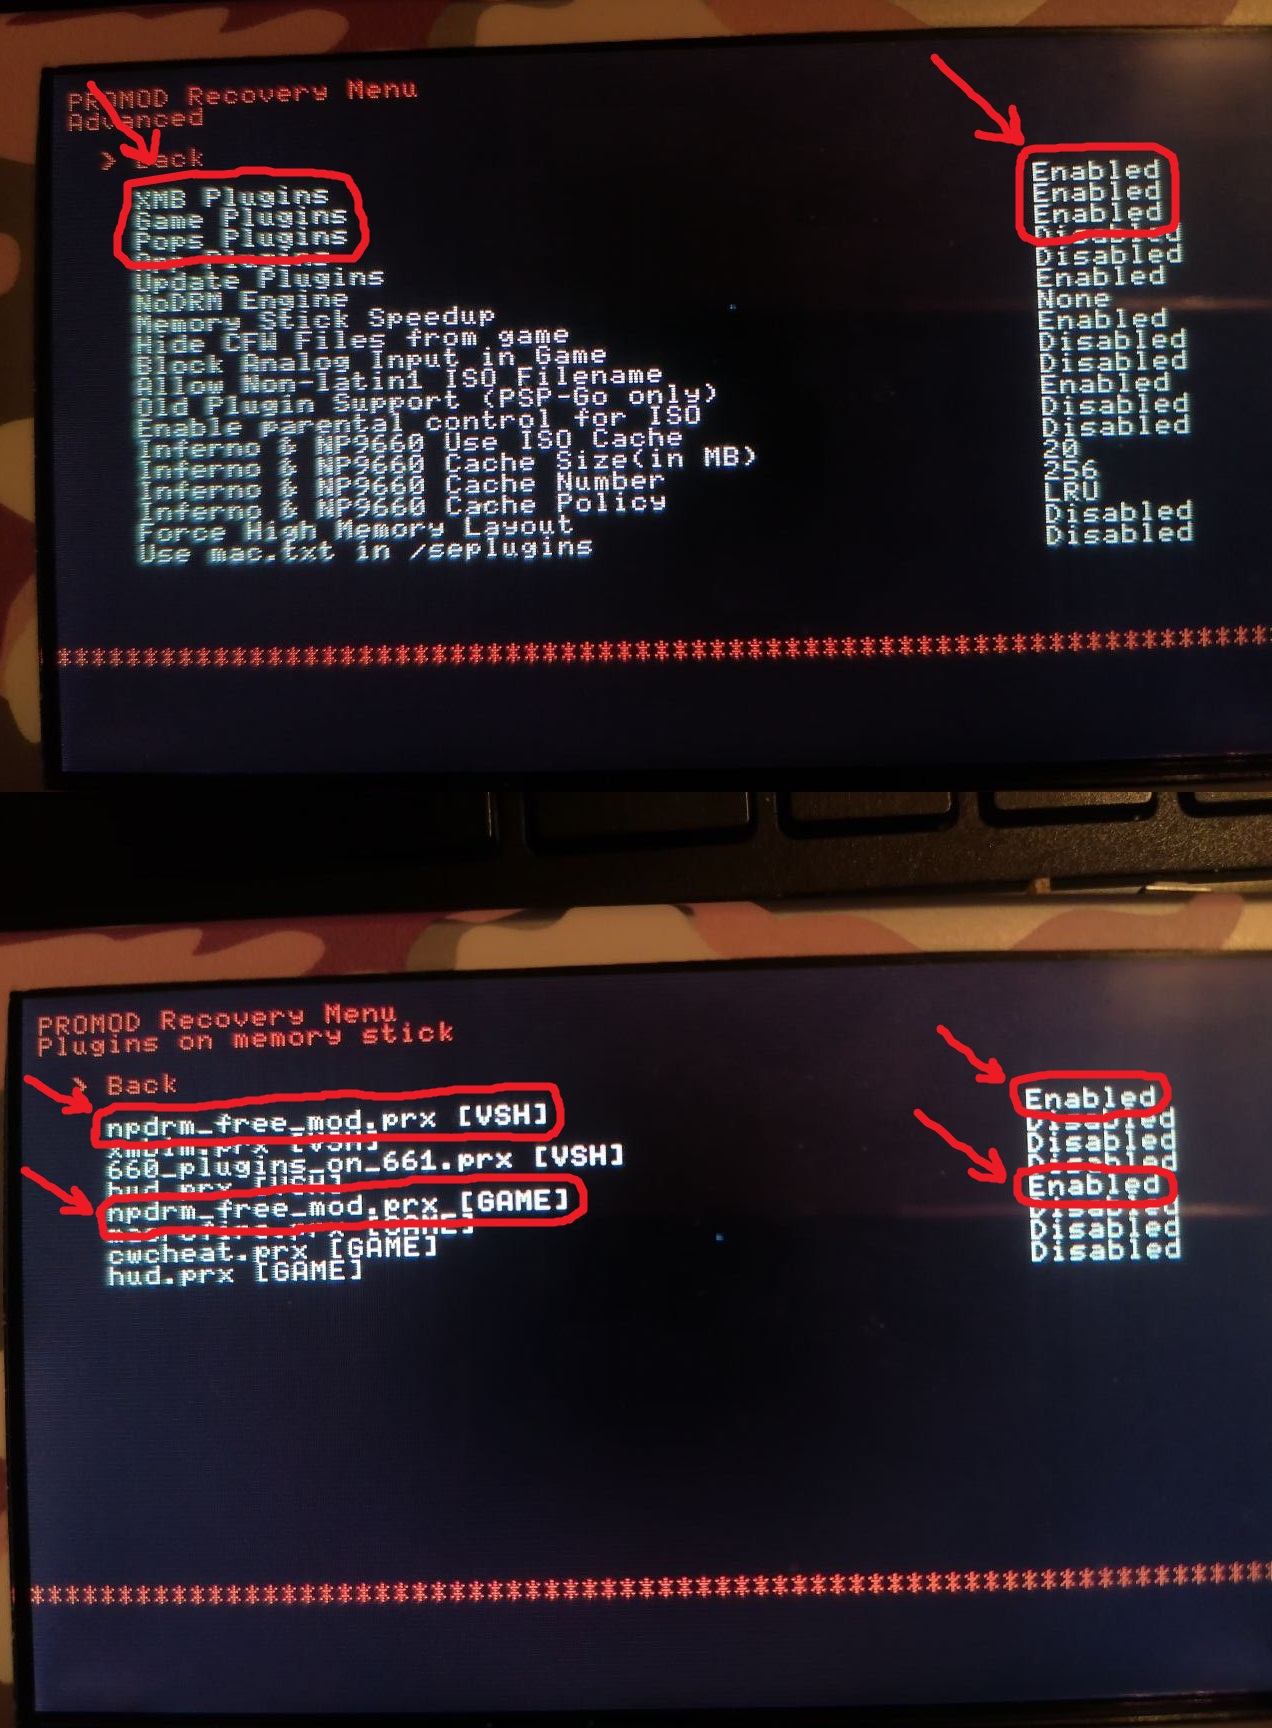 PROMOD Recovery Menu
Advanced
> Back
XMB Plugins Enabled
Game Plugins Enabled
Pops Plugins Enabled
Plugins Disabled
Update Plugins Disabled
NoDRM Engine Enabled
Memory Stick Speedup None
Hide CFW Files from game Enabled
Block Analog Input in Game Disabled
Allow Non-latin1 ISO Filename Disabled
Old Plugin Support (PSP-Go only) Enabled
Enable parental control for ISO Disabled
Inferno & NP9660 Use ISO Cache Disabled
Inferno & NP9660 Cache Size(in MB) 20
Inferno & NP9660 Cache Number 256
Inferno & NP9660 Cache Policy LRU
Force High Memory Layout Disabled
Use mac.txt in /seplugins Disabled
*******************************************************************
PROMOD Recovery Menu
Plugins on memory stick
> Back
npdrm_free_mod.prx [VSH] Enabled
[VSH] Disabled
660_plugins_on_661.prx [VSH] Disabled
hud.prx [VSH] Disabled
npdrm_free_mod.prx [GAME] Enabled
[GAME] Disabled
cwcheat.prx [GAME] Disabled
hud.prx [GAME] Disabled
*******************************************************************